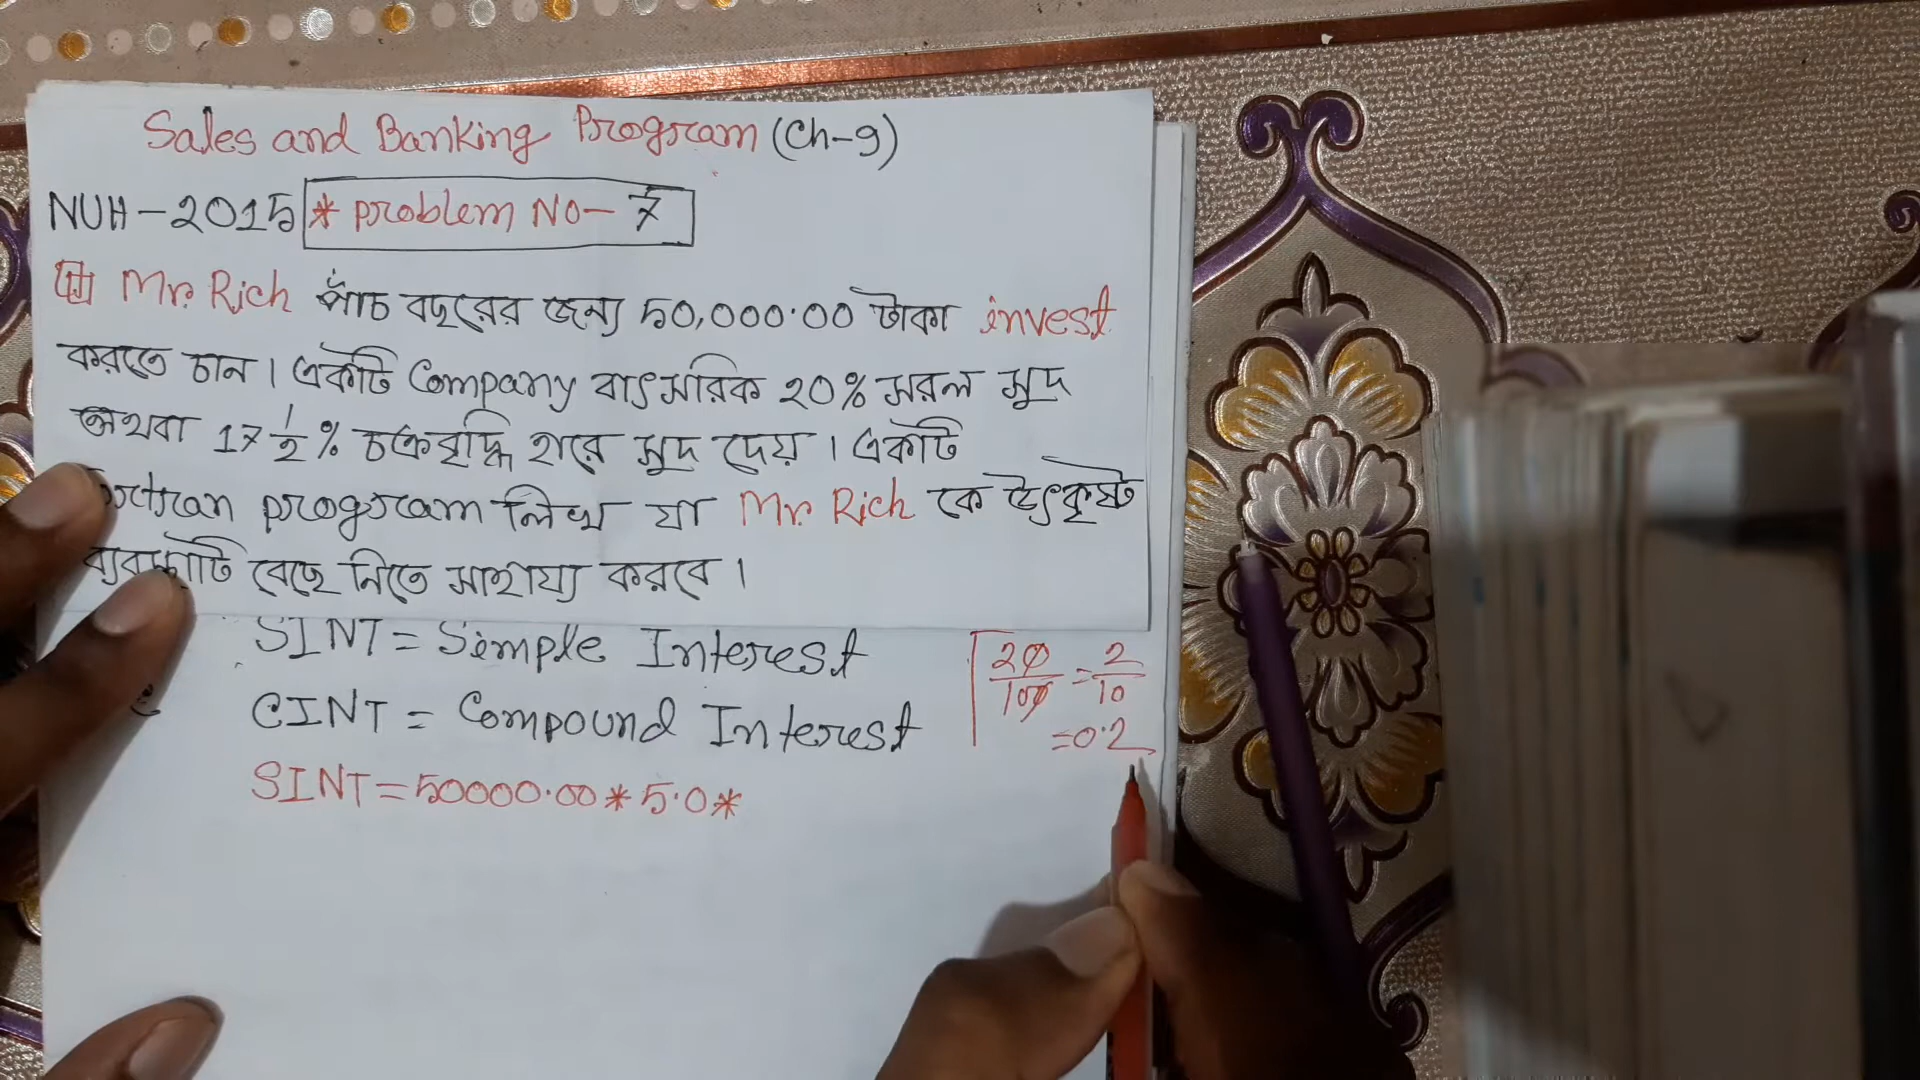 Sales and Banking Program (Ch-9)
NUH-2015 * Problem NO- 7
Mr. Rich পাঁচ বছরের জন্য ৫0,000.00 টাকা invest
করতে চান। একটি Company বাৎসরিক ২0% সরল সুদ
অথবা 17 1/2 % চক্রবৃদ্ধি হারে সুদ দেয়। একটি
program লিখ যা Mr. Rich কে উৎকৃষ্ট
বেছে নিতে সাহায্য করবে।
SINT = Simple Interest
CINT = Compound Interest
SINT = 50000.00 * 5.0 *
20/100 = 2/10
=0.2